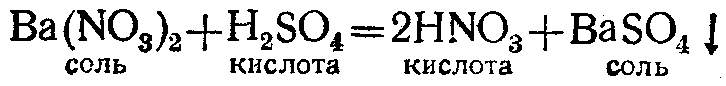 Ba(NO₃)₂+H₂SO₄=2HNO₃+BaSO₄↓
соль кислота кислота соль